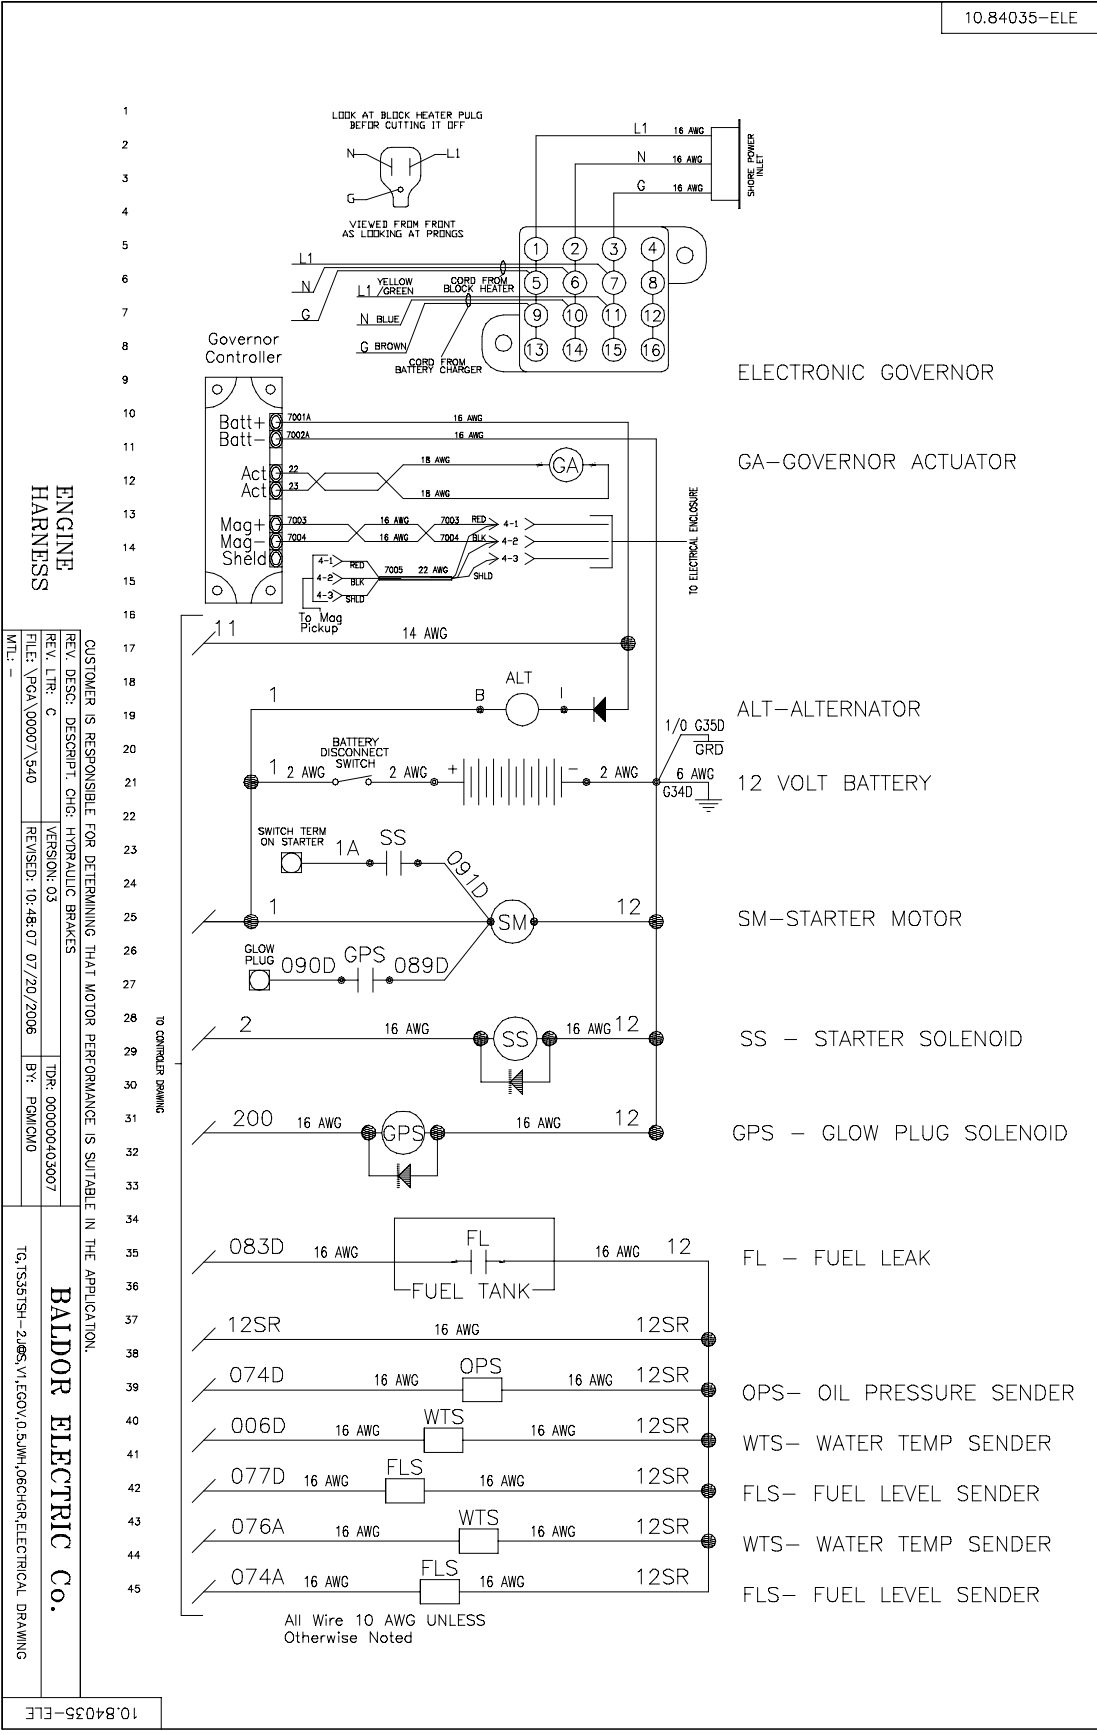 10.84035-ELE
1
LOOK AT BLOCK HEATER PULG
BEFOR CUTTING IT OFF
L1 16 AWG
2
N L1
N 16 AWG
SHORE POWER
INLET
3
G
G 16 AWG
4
VIEWED FROM FRONT
AS LOOKING AT PRONGS
5
1 2 3 4
L1
6
N
CORD FROM
BLOCK HEATER
5 6 7 8
L1 YELLOW
/GREEN
7
G
N BLUE
9 10 11 12
8
Governor
Controller
G BROWN
CORD FROM
BATTERY CHARGER
13 14 15 16
9
ELECTRONIC GOVERNOR
10
Batt+ 7001A 16 AWG
Batt- 7002A 16 AWG
11
GA-GOVERNOR ACTUATOR
Act 22 18 AWG GA
12
Act 23 18 AWG
13
Mag+ 7003 16 AWG 7003 RED 4-1
Mag- 7004 16 AWG 7004 BLK 4-2
14
Sheld 4-3
TO ELECTRICAL ENCLOSURE
4-1 RED 7005 22 AWG SHLD
15
4-2 BLK
4-3 SHLD
16
To Mag
Pickup
17
11 14 AWG
18
ALT
19
1 B I
ALT-ALTERNATOR
20
BATTERY
DISCONNECT
SWITCH
1/0 G35D
GRD
21
1 2 AWG 2 AWG + - 2 AWG 6 AWG
G34D
12 VOLT BATTERY
22
SWITCH TERM
ON STARTER
23
1A SS
24
091D
25
1 SM 12
SM-STARTER MOTOR
26
GLOW
PLUG
27
090D GPS 089D
28
2 16 AWG SS 16 AWG 12
SS - STARTER SOLENOID
29
30
TO CONTROLER DRAWING
31
200 16 AWG GPS 16 AWG 12
GPS - GLOW PLUG SOLENOID
32
33
34
35
083D 16 AWG FL 16 AWG 12
FL - FUEL LEAK
36
FUEL TANK
37
12SR 16 AWG 12SR
38
39
074D 16 AWG OPS 16 AWG 12SR
OPS- OIL PRESSURE SENDER
40
006D 16 AWG WTS 16 AWG 12SR
WTS- WATER TEMP SENDER
41
42
077D 16 AWG FLS 16 AWG 12SR
FLS- FUEL LEVEL SENDER
43
076A 16 AWG WTS 16 AWG 12SR
WTS- WATER TEMP SENDER
44
45
074A 16 AWG FLS 16 AWG 12SR
FLS- FUEL LEVEL SENDER
All Wire 10 AWG UNLESS
Otherwise Noted
ENGINE
HARNESS
CUSTOMER IS RESPONSIBLE FOR DETERMINING THAT MOTOR PERFORMANCE IS SUITABLE IN THE APPLICATION.
REV. DESC: DESCRIPT. CHG: HYDRAULIC BRAKES
REV. LTR: C VERSION: 03 TDR: 000000403007
FILE: \PGA\00007\540 REVISED: 10:48:07 07/20/2006 BY: PGMICM0
MTL: -
BALDOR ELECTRIC Co.
TG,TS35TSH-2J@S,V1,EGOV,0.5JWH,06CHGR,ELECTRICAL DRAWING
10.84035-ELE